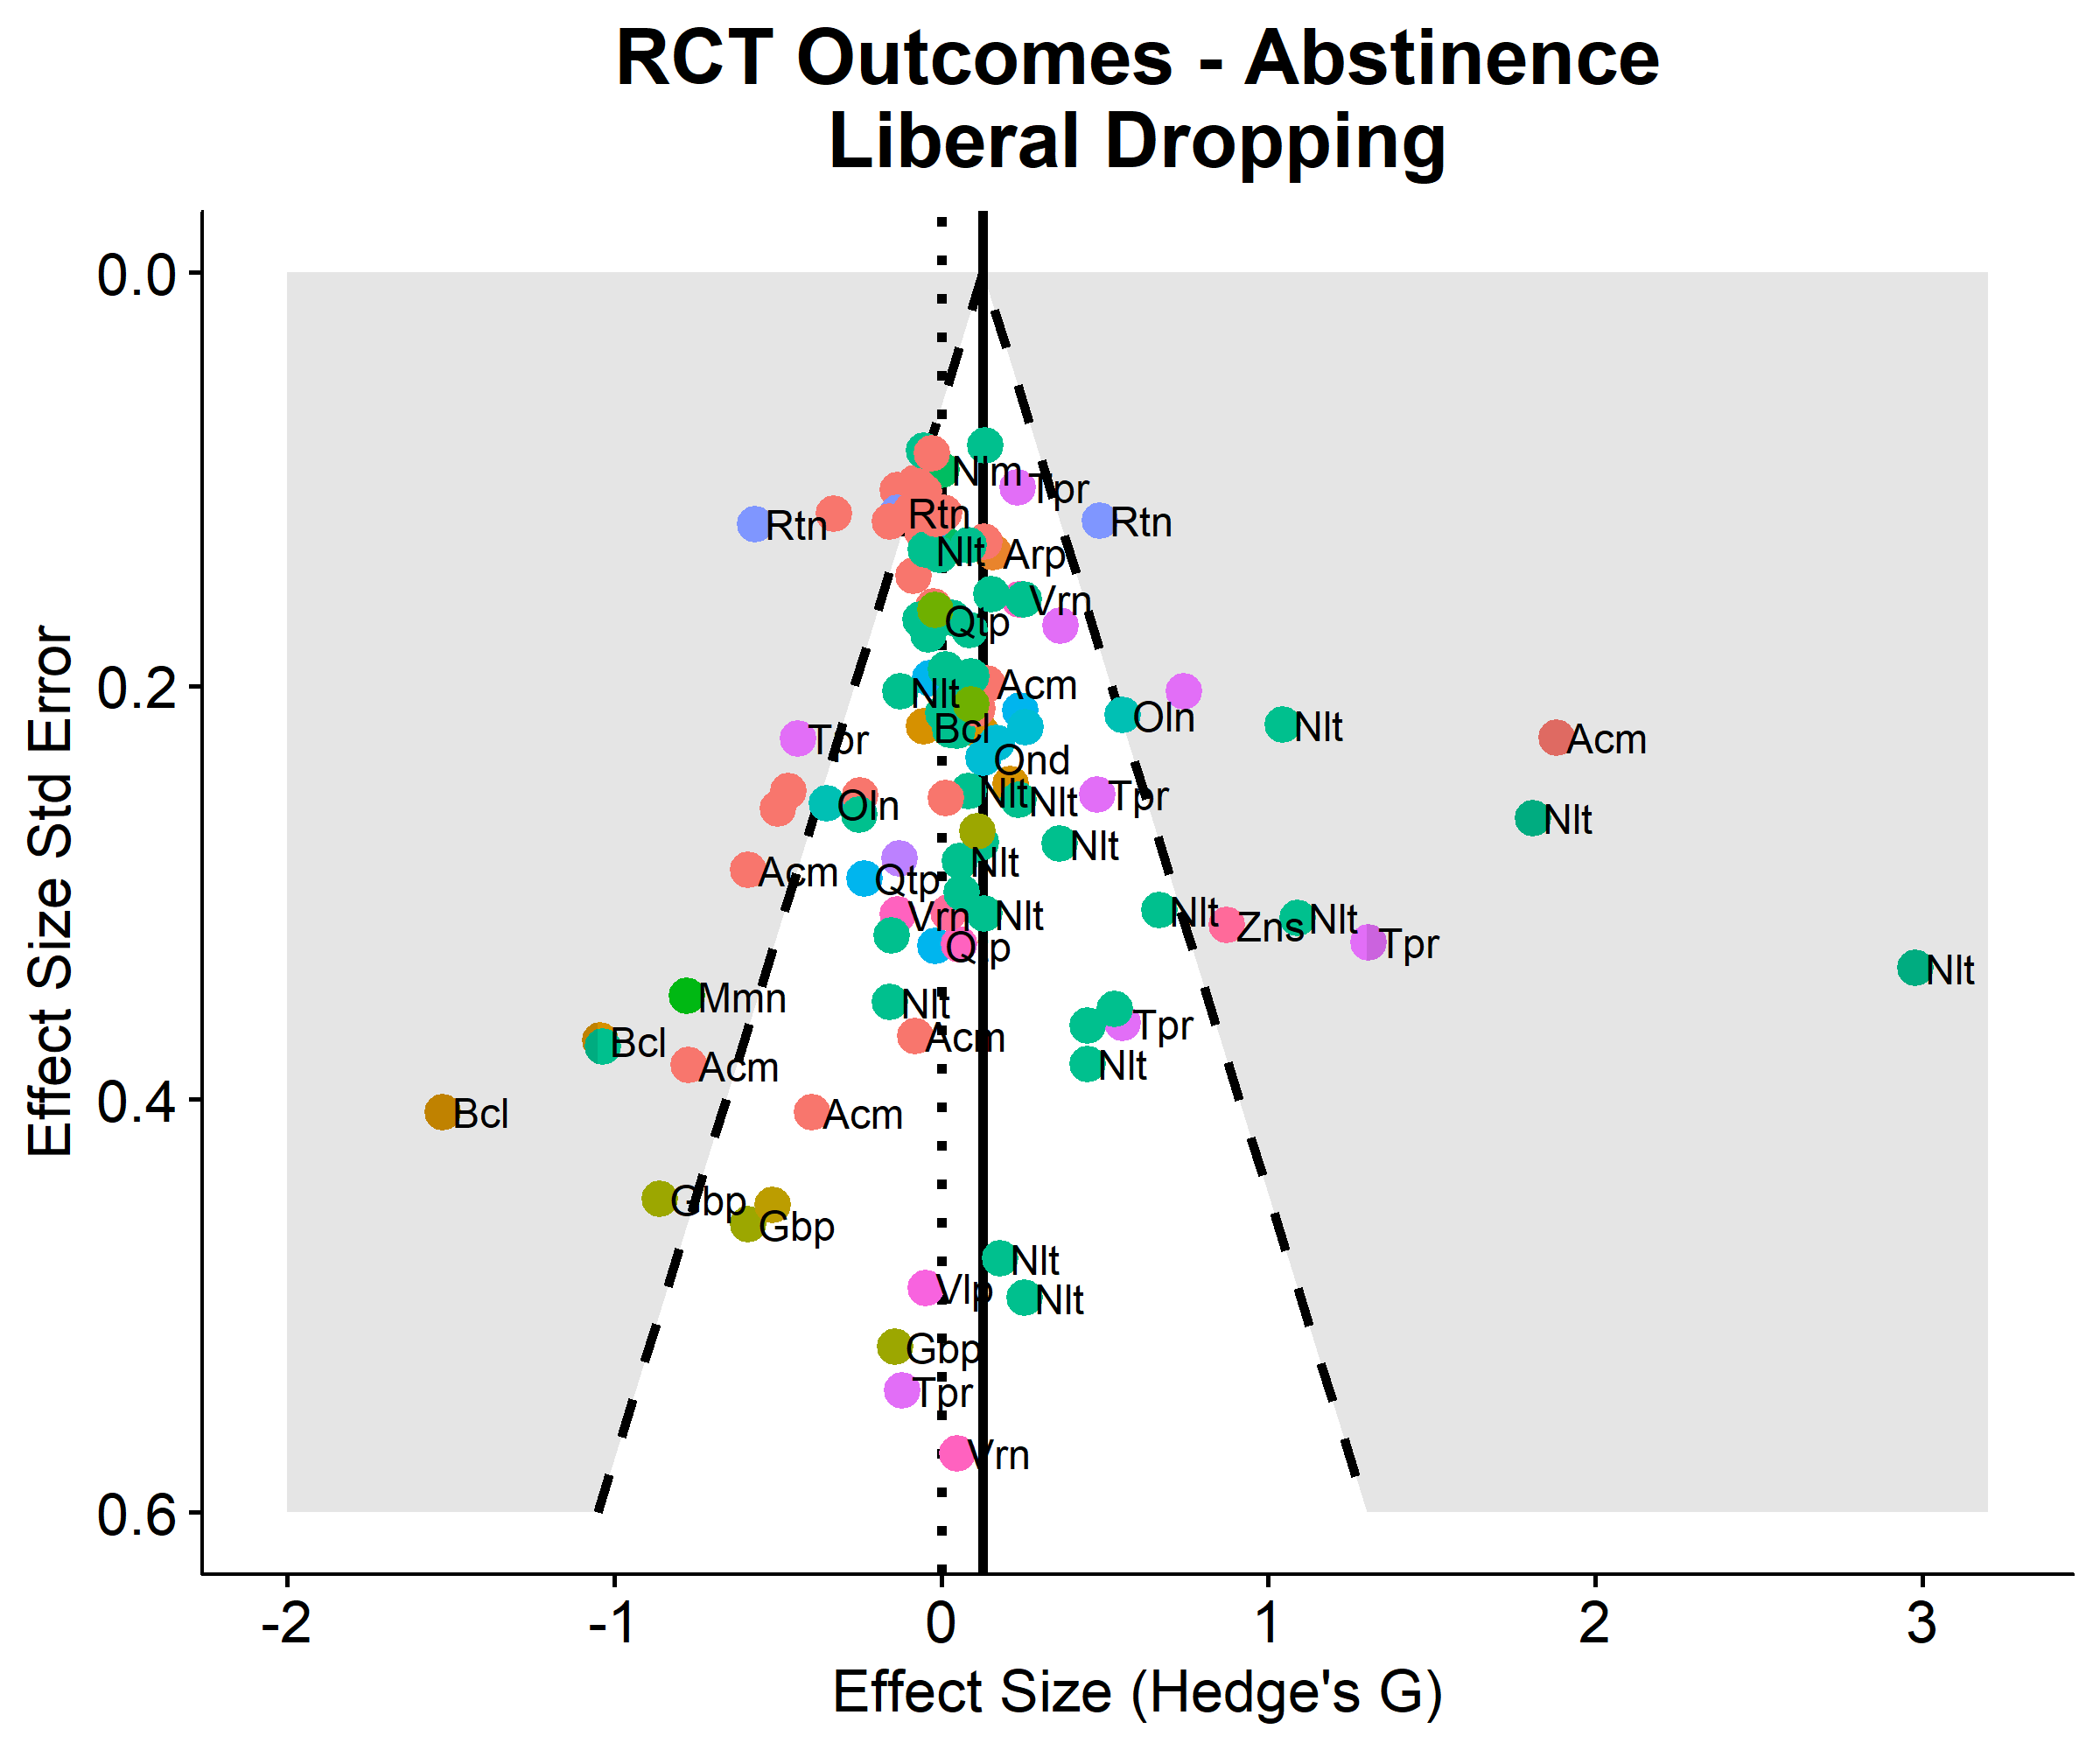 RCT Outcomes - Abstinence
Liberal Dropping
Effect Size Std Error
0.0
0.2
0.4
0.6
Nlm
Tpr
Rtn
Rtn
Rtn
Nlt
Arp
Vrn
Qtp
Acm
Nlt
Oln
Nlt
Bcl
Tpr
Acm
Ond
Nlt
Nlt
Tpr
Oln
Nlt
Nlt
Nlt
Acm
Qtp
Vrn
Nlt
Nlt
Zns
Nlt
Qtp
Tpr
Nlt
Mmn
Nlt
Tpr
Acm
Bcl
Acm
Nlt
Bcl
Acm
Gbp
Gbp
Nlt
Vlp
Nlt
Gbp
Tpr
Vrn
-2
-1
0
1
2
3
Effect Size (Hedge's G)